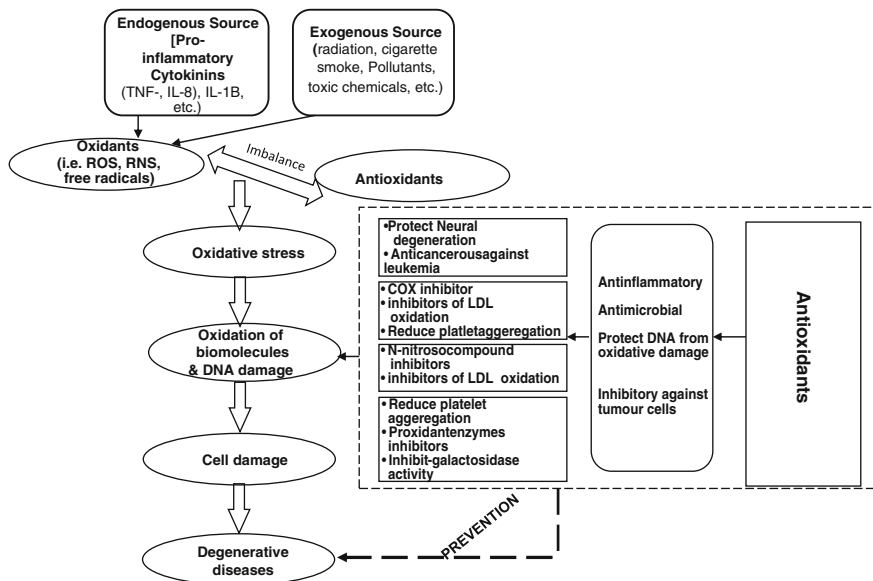 Endogenous Source
[Pro-
inflammatory
Cytokinins
(TNF-, IL-8), IL-1B,
etc.)
Exogenous Source
(radiation, cigarette
smoke, Pollutants,
toxic chemicals, etc.)
Oxidants
(i.e. ROS, RNS,
free radicals)
Imbalance
Antioxidants
Oxidative stress
Oxidation of
biomolecules
& DNA damage
Cell damage
Degenerative
diseases
•Protect Neural
degeneration
•Anticancerousagainst
leukemia
•COX inhibitor
•inhibitors of LDL
oxidation
•Reduce platletaggeregation
•N-nitrosocompound
inhibitors
•inhibitors of LDL oxidation
•Reduce platelet
aggeregation
•Proxidantenzymes
inhibitors
•Inhibit-galactosidase
activity
Antinflammatory
Antimicrobial
Protect DNA from
oxidative damage
Inhibitory against
tumour cells
Antioxidants
PREVENTION